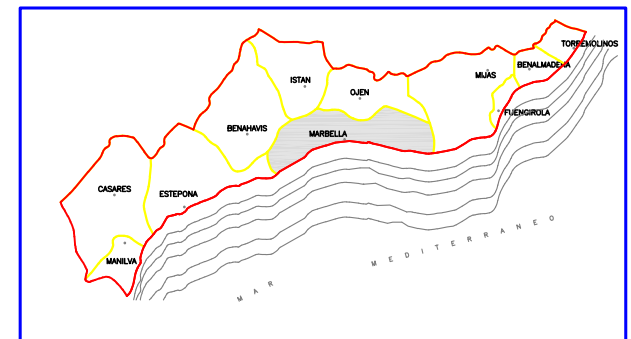 TORREMOLINOS
BENALMADENA
MIJAS
ISTAN
OJEN
FUENGIROLA
BENAHAVIS
MARBELLA
CASARES
ESTEPONA
MANILVA
MAR MEDITERRANEO